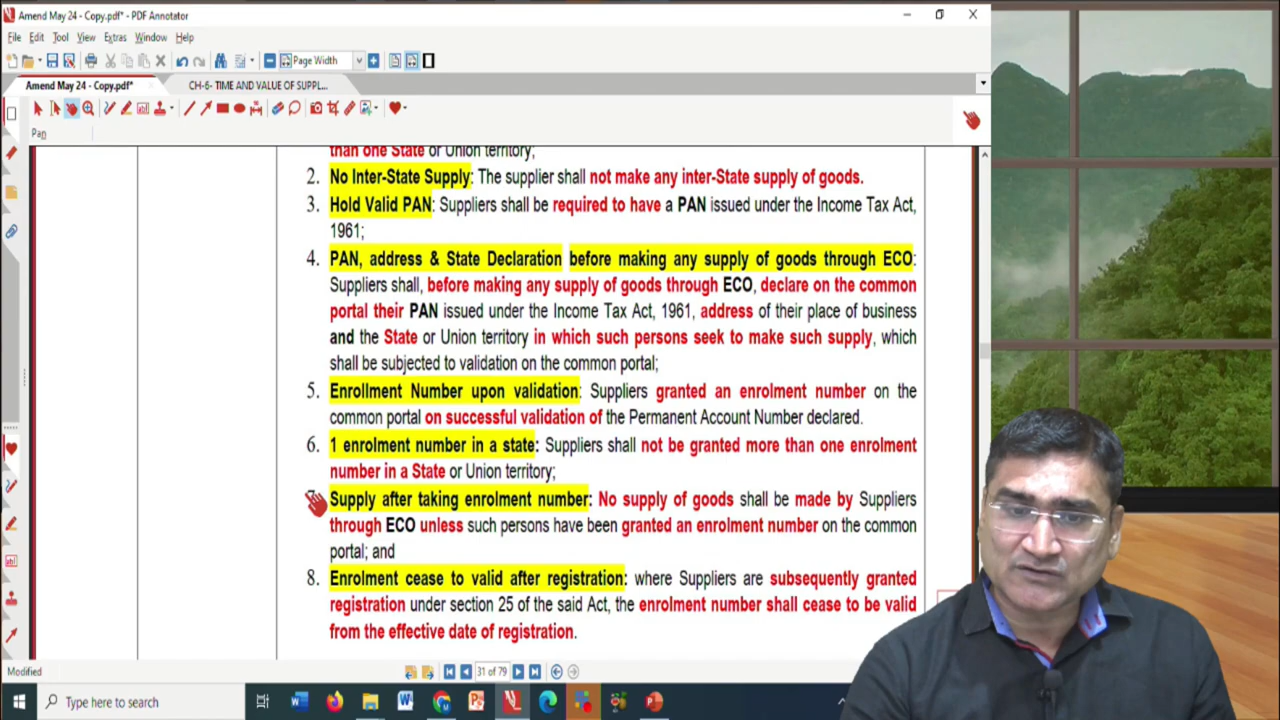 Amend May 24 - Copy.pdf* - PDF Annotator
File Edit Tool View Extras Window Help
Page Width
Amend May 24 - Copy.pdf*
CH-6- TIME AND VALUE OF SUPPL...
Pan
than one State or Union territory;
2. No Inter-State Supply: The supplier shall not make any inter-State supply of goods.
3. Hold Valid PAN: Suppliers shall be required to have a PAN issued under the Income Tax Act,
1961;
4. PAN, address & State Declaration before making any supply of goods through ECO:
Suppliers shall, before making any supply of goods through ECO, declare on the common
portal their PAN issued under the Income Tax Act, 1961, address of their place of business
and the State or Union territory in which such persons seek to make such supply, which
shall be subjected to validation on the common portal;
5. Enrollment Number upon validation: Suppliers granted an enrolment number on the
common portal on successful validation of the Permanent Account Number declared.
6. 1 enrolment number in a state: Suppliers shall not be granted more than one enrolment
number in a State or Union territory;
7. Supply after taking enrolment number: No supply of goods shall be made by Suppliers
through ECO unless such persons have been granted an enrolment number on the common
portal; and
8. Enrolment cease to valid after registration: where Suppliers are subsequently granted
registration under section 25 of the said Act, the enrolment number shall cease to be valid
from the effective date of registration.
Modified
31 of 79
Type here to search